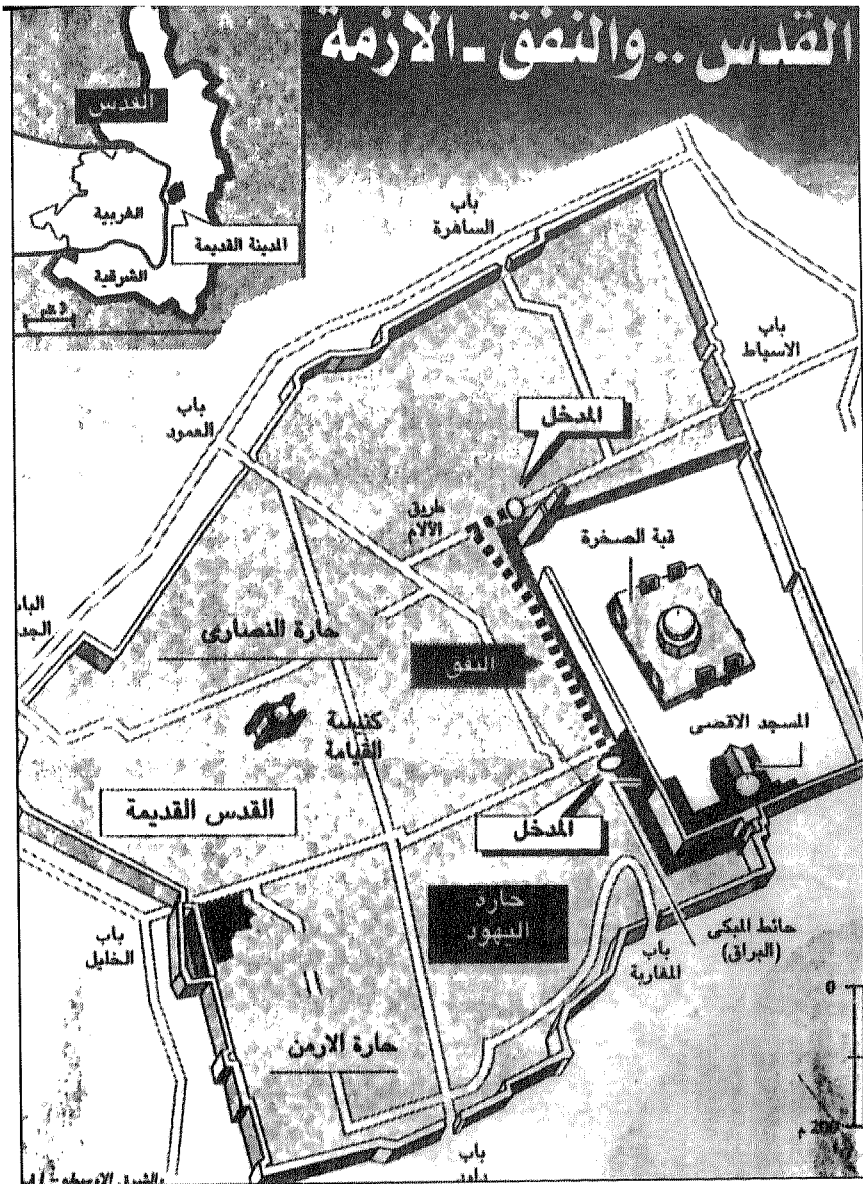 القدس .. والنفق - الازمة
القدس
الغربية
المدينة القديمة
الشرقية
باب
الساهرة
باب
الاسباط
باب
العمود
المدخل
طريق
الآلام
قبة الصخرة
حارة النصارى
النفق
كنيسة
القيامة
المسجد الاقصى
القدس القديمة
المدخل
حارة
اليهود
باب
الخليل
حائط المبكى
(البراق)
باب
المغاربة
0
حارة الارمن
200 م
باب